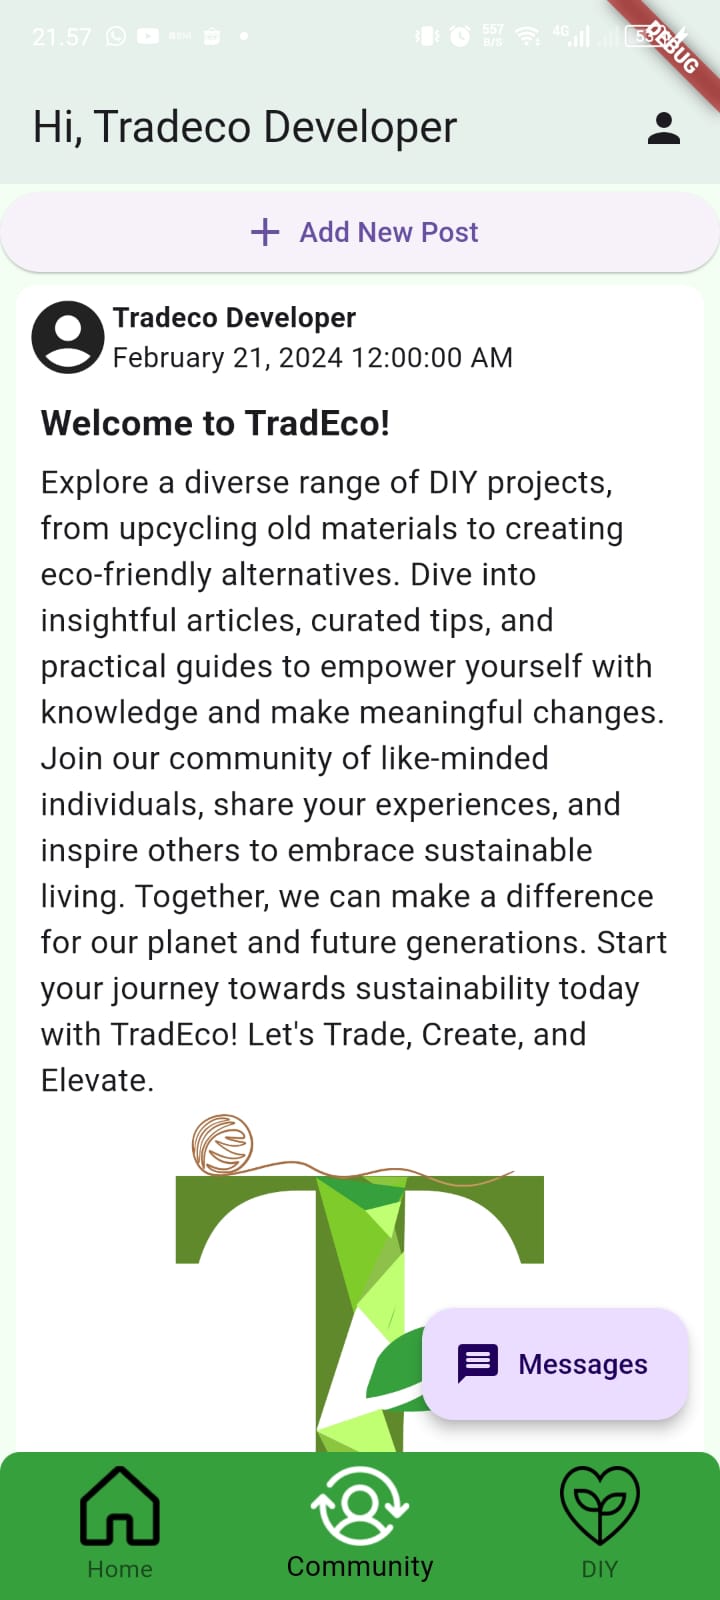 21.57
557
B/S
4G
DEBUG
Hi, Tradeco Developer
Add New Post
Tradeco Developer
February 21, 2024 12:00:00 AM
Welcome to TradEco!
Explore a diverse range of DIY projects,
from upcycling old materials to creating
eco-friendly alternatives. Dive into
insightful articles, curated tips, and
practical guides to empower yourself with
knowledge and make meaningful changes.
Join our community of like-minded
individuals, share your experiences, and
inspire others to embrace sustainable
living. Together, we can make a difference
for our planet and future generations. Start
your journey towards sustainability today
with TradEco! Let's Trade, Create, and
Elevate.
T
Messages
Home
Community
DIY